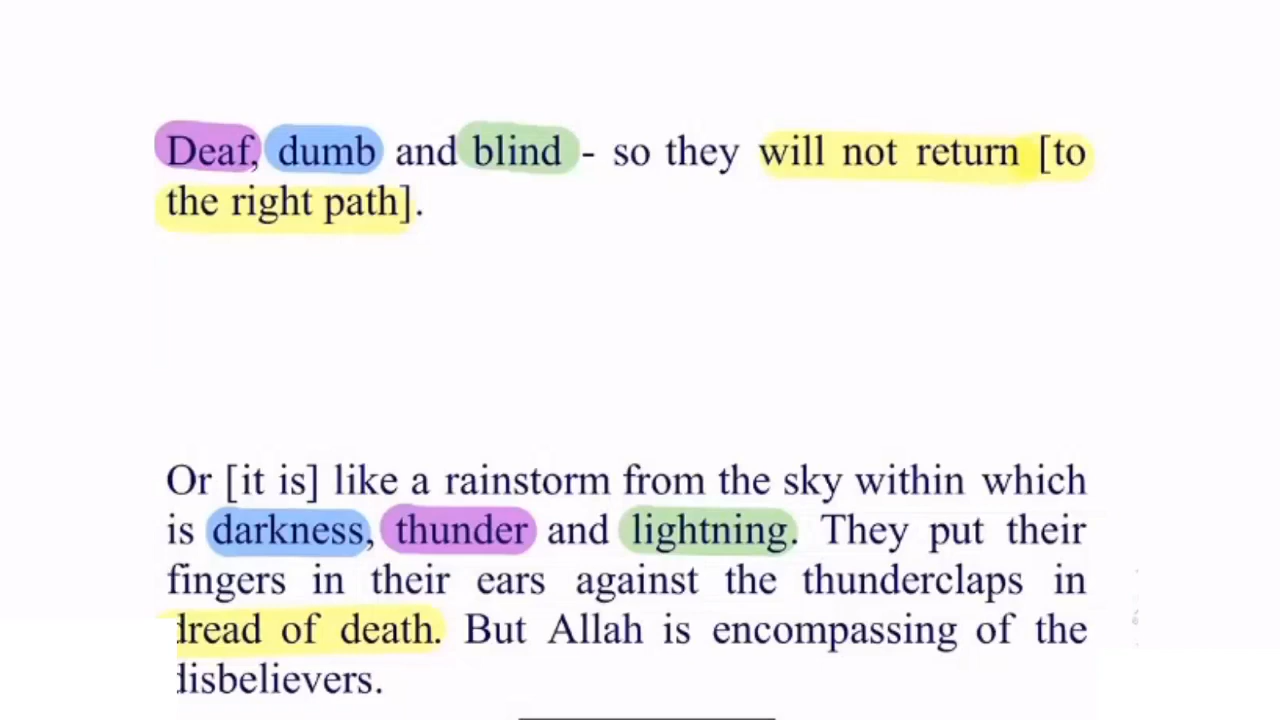 Deaf, dumb and blind - so they will not return [to
the right path].
Or [it is] like a rainstorm from the sky within which
is darkness, thunder and lightning. They put their
fingers in their ears against the thunderclaps in
dread of death. But Allah is encompassing of the
disbelievers.